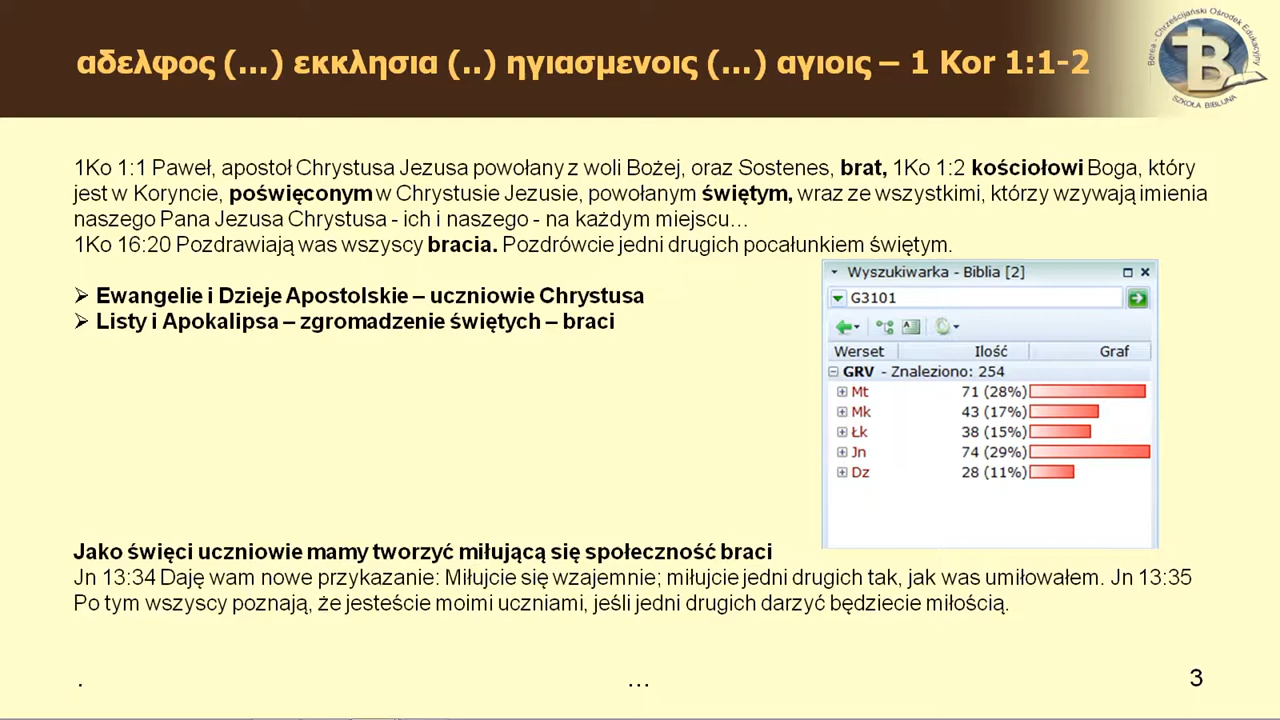 αδελφος (...) εκκλησια (..) ηγιασμενοις (...) αγιοις – 1 Kor 1:1-2
Berea - Chrześcijański Ośrodek Edukacyjny
B
SZKOŁA BIBLIJNA
1Ko 1:1 Paweł, apostoł Chrystusa Jezusa powołany z woli Bożej, oraz Sostenes, brat, 1Ko 1:2 kościołowi Boga, który
jest w Koryncie, poświęconym w Chrystusie Jezusie, powołanym świętym, wraz ze wszystkimi, którzy wzywają imienia
naszego Pana Jezusa Chrystusa - ich i naszego - na każdym miejscu...
1Ko 16:20 Pozdrawiają was wszyscy bracia. Pozdrówcie jedni drugich pocałunkiem świętym.
➢ Ewangelie i Dzieje Apostolskie – uczniowie Chrystusa
➢ Listy i Apokalipsa – zgromadzenie świętych – braci
Wyszukiwarka - Biblia [2]
G3101
Werset Ilość Graf
GRV - Znaleziono: 254
Mt 71 (28%)
Mk 43 (17%)
Łk 38 (15%)
Jn 74 (29%)
Dz 28 (11%)
Jako święci uczniowie mamy tworzyć miłującą się społeczność braci
Jn 13:34 Daję wam nowe przykazanie: Miłujcie się wzajemnie; miłujcie jedni drugich tak, jak was umiłowałem. Jn 13:35
Po tym wszyscy poznają, że jesteście moimi uczniami, jeśli jedni drugich darzyć będziecie miłością.
. ... 3